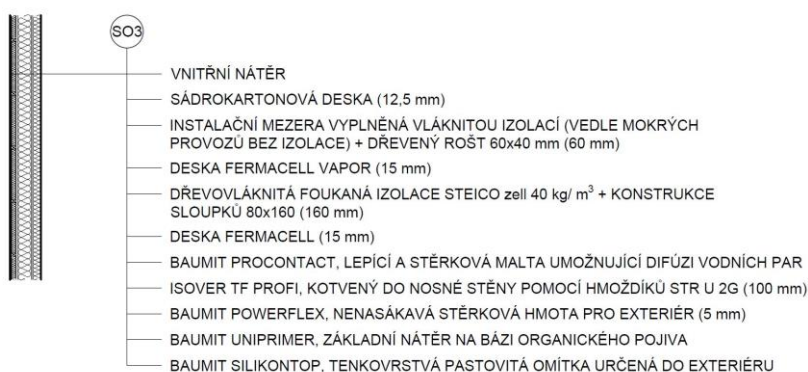 SO3
VNITŘNÍ NÁTĚR
SÁDROKARTONOVÁ DESKA (12,5 mm)
INSTALAČNÍ MEZERA VYPLNĚNÁ VLÁKNITOU IZOLACÍ (VEDLE MOKRÝCH
PROVOZŮ BEZ IZOLACE) + DŘEVENÝ ROŠT 60x40 mm (60 mm)
DESKA FERMACELL VAPOR (15 mm)
DŘEVOVLÁKNITÁ FOUKANÁ IZOLACE STEICO zell 40 kg/ m³ + KONSTRUKCE
SLOUPKŮ 80x160 (160 mm)
DESKA FERMACELL (15 mm)
BAUMIT PROCONTACT, LEPÍCÍ A STĚRKOVÁ MALTA UMOŽNUJÍCÍ DIFÚZI VODNÍCH PAR
ISOVER TF PROFI, KOTVENÝ DO NOSNÉ STĚNY POMOCÍ HMOŽDÍKŮ STR U 2G (100 mm)
BAUMIT POWERFLEX, NENASÁKAVÁ STĚRKOVÁ HMOTA PRO EXTERIÉR (5 mm)
BAUMIT UNIPRIMER, ZÁKLADNÍ NÁTĚR NA BÁZI ORGANICKÉHO POJIVA
BAUMIT SILIKONTOP, TENKOVRSTVÁ PASTOVITÁ OMÍTKA URČENÁ DO EXTERIÉRU